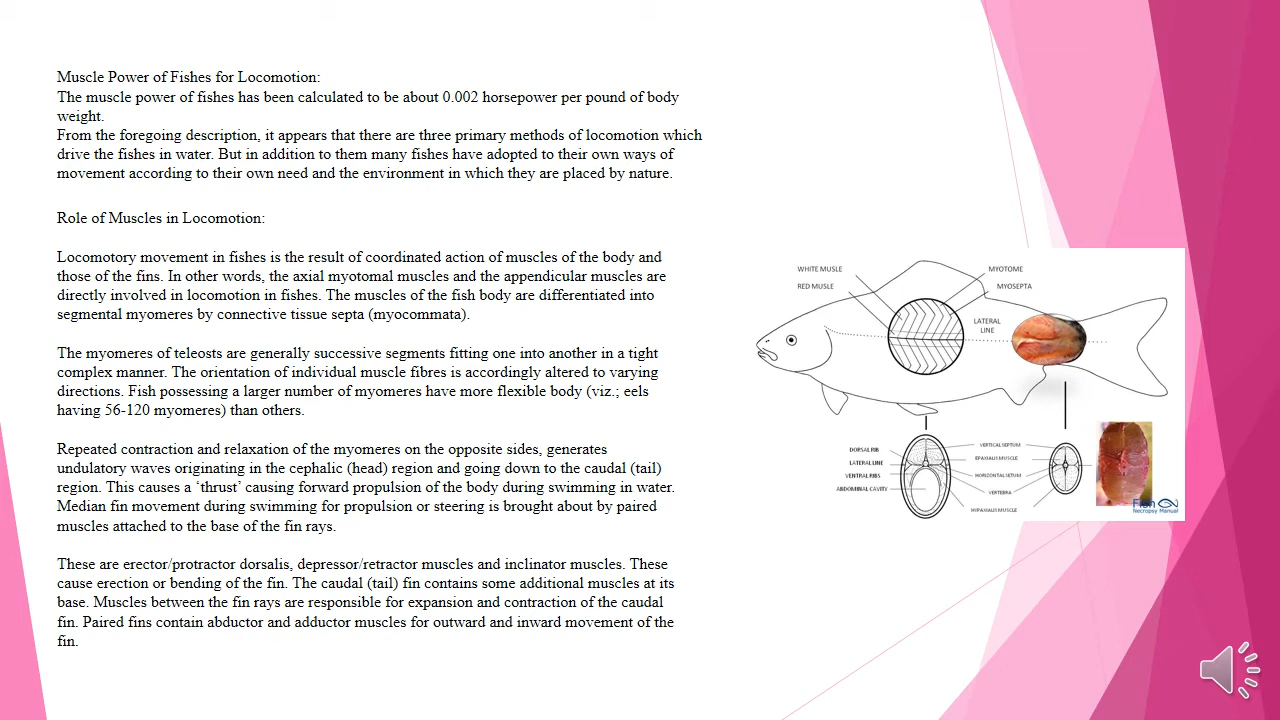 Muscle Power of Fishes for Locomotion:
The muscle power of fishes has been calculated to be about 0.002 horsepower per pound of body
weight.
From the foregoing description, it appears that there are three primary methods of locomotion which
drive the fishes in water. But in addition to them many fishes have adopted to their own ways of
movement according to their own need and the environment in which they are placed by nature.
Role of Muscles in Locomotion:
Locomotory movement in fishes is the result of coordinated action of muscles of the body and
those of the fins. In other words, the axial myotomal muscles and the appendicular muscles are
directly involved in locomotion in fishes. The muscles of the fish body are differentiated into
segmental myomeres by connective tissue septa (myocommata).
The myomeres of teleosts are generally successive segments fitting one into another in a tight
complex manner. The orientation of individual muscle fibres is accordingly altered to varying
directions. Fish possessing a larger number of myomeres have more flexible body (viz.; eels
having 56-120 myomeres) than others.
Repeated contraction and relaxation of the myomeres on the opposite sides, generates
undulatory wave or iginating in the cephalic (head) region and going down to the caudal (tail)
region. This creates ‘thrust’ causing forward propulsion of the body during swimming in water.
Median fin movement during swimming for propulsion or steering is brought about by paired
muscles attached to the base of the fin rays.
These are erector/protractor dorsalis, depressor/retractor muscles and inclinator muscles. These
cause erection or bending of the fin. The caudal (tail) fin contains some additional muscles at its
base. Muscles between the fin rays are responsible for expansion and contraction of the caudal
fin. Paired fins contain abductor and adductor muscles for outward and inward movement of the
fin.
WHITE MUSLE
RED MUSLE
MYOTOME
MYOSEPTA
LATERAL
LINE
DORSAL RIB
LATERAL LINE
VENTRAL RIBS
ABDOMINAL CAVITY
VERTICAL SEPTUM
EPAXIALIS MUSCLE
HORIZONTAL SETUM
VERTEBRA
HIPAXIALIS MUSCLE
Fish
Necropsy Manual